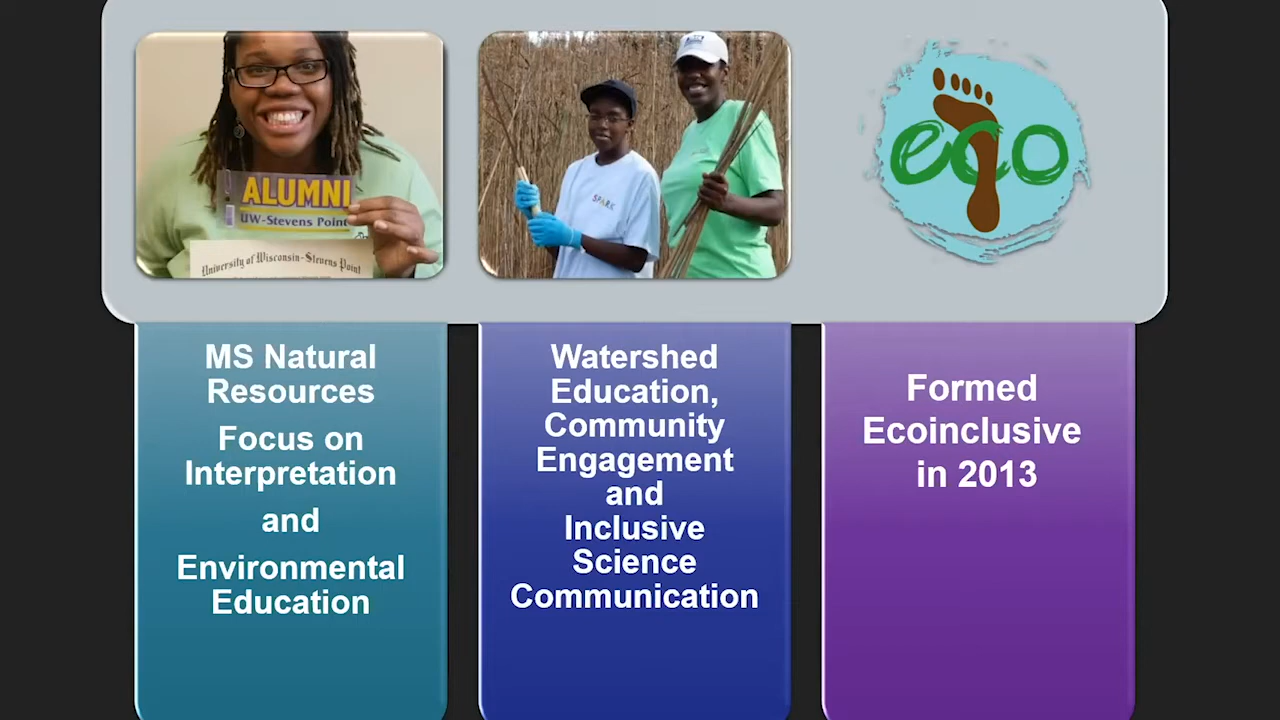 ALUMNI
UW-Stevens Point
University of Wisconsin-Stevens Point
SPARK
eco
MS Natural
Resources
Focus on
Interpretation
and
Environmental
Education
Watershed
Education,
Community
Engagement
and
Inclusive
Science
Communication
Formed
Ecoinclusive
in 2013